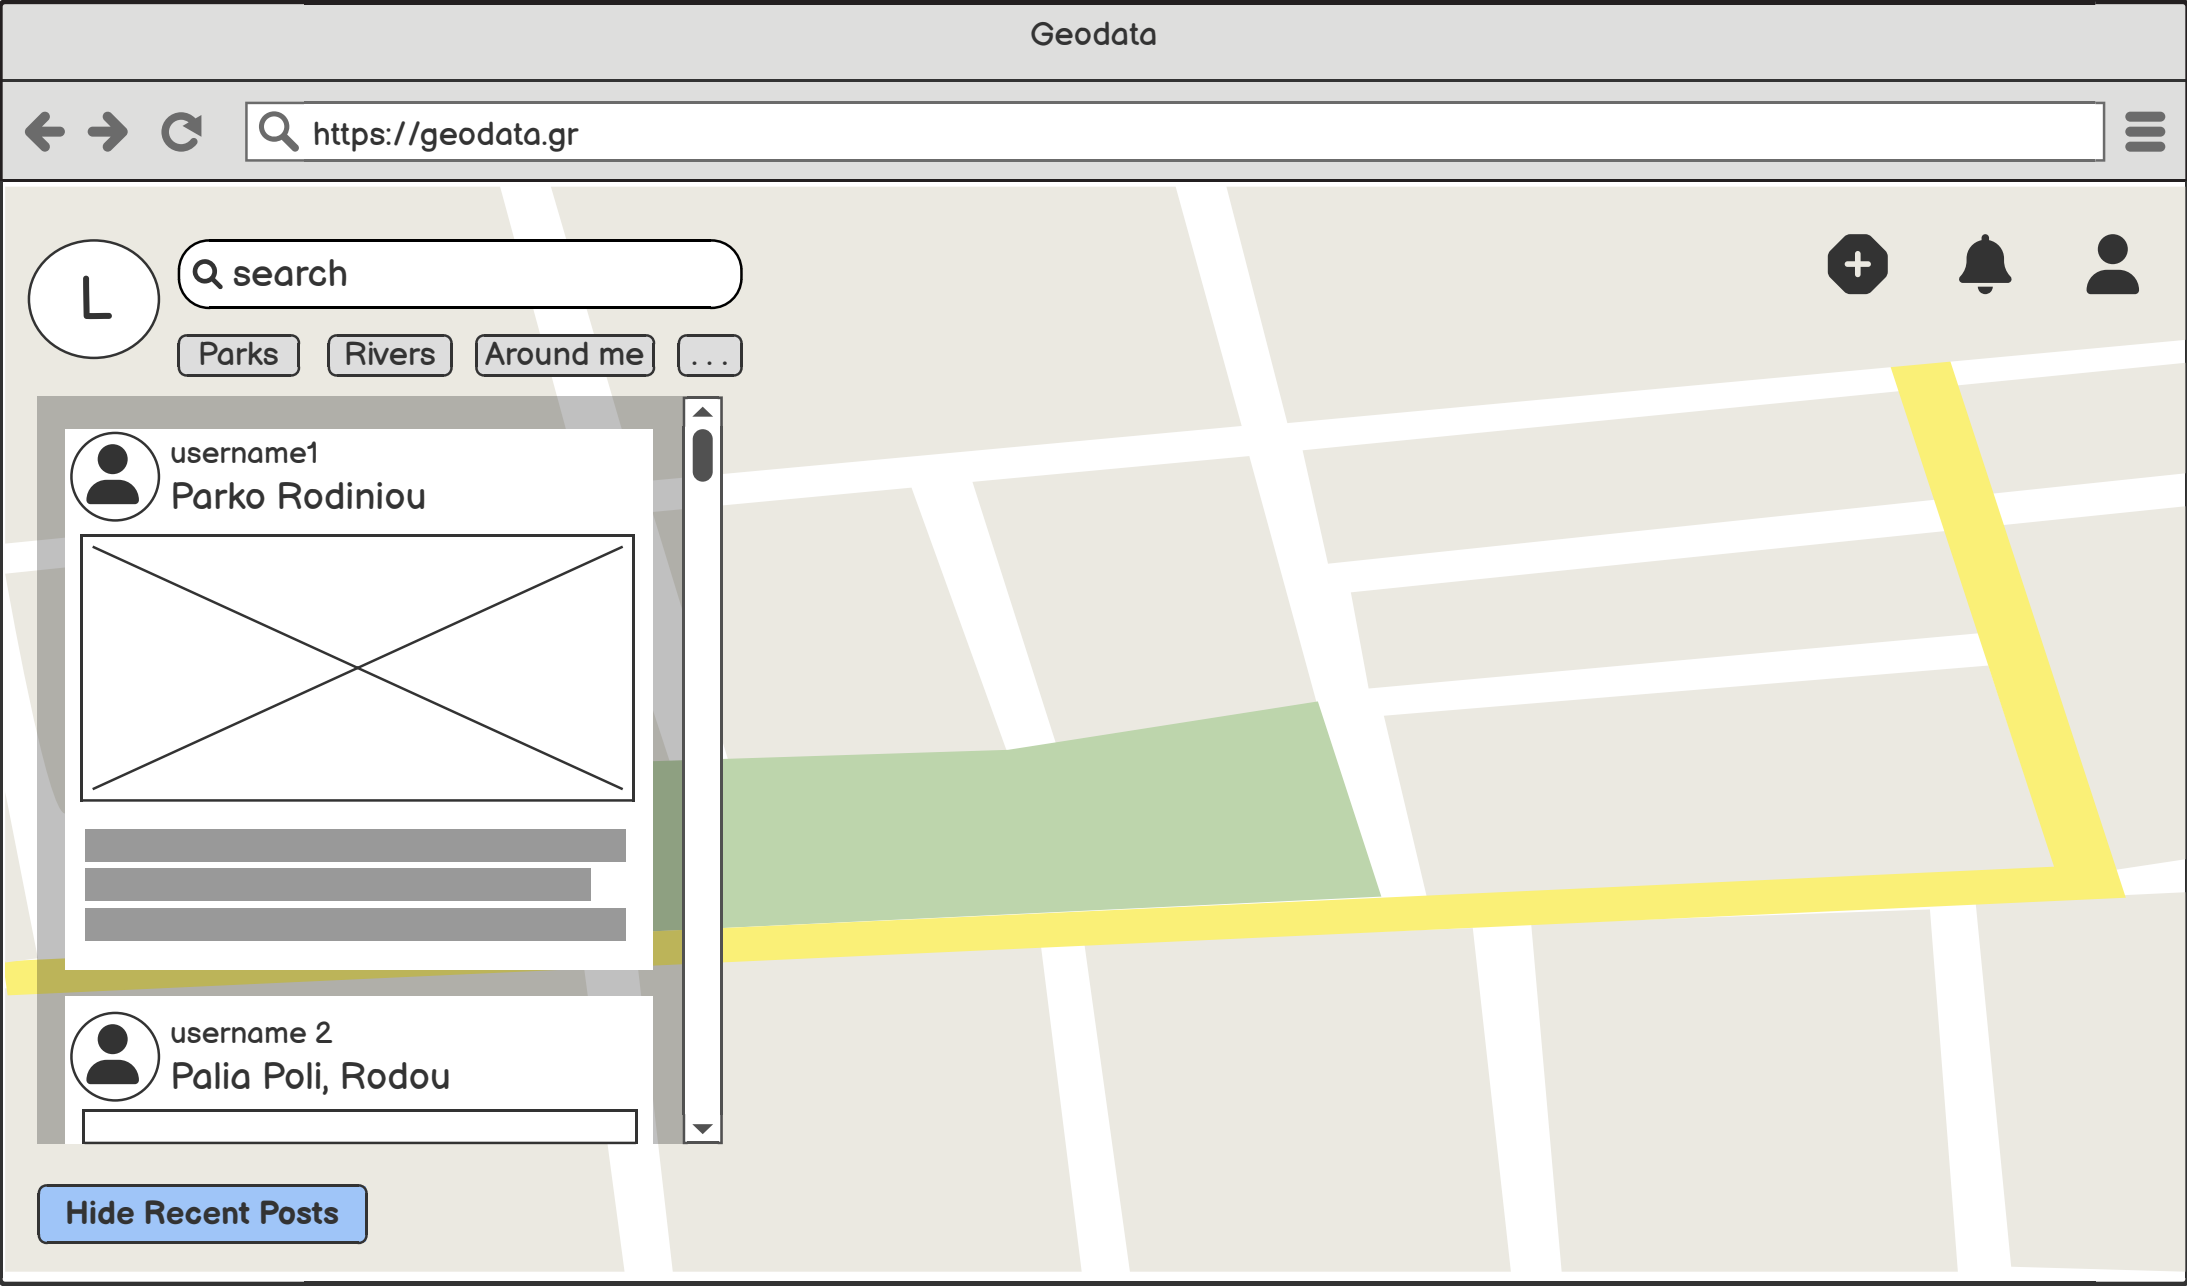 Geodata
https://geodata.gr
L
search
Parks
Rivers
Around me
...
username1
Parko Rodiniou
username 2
Palia Poli, Rodou
Hide Recent Posts